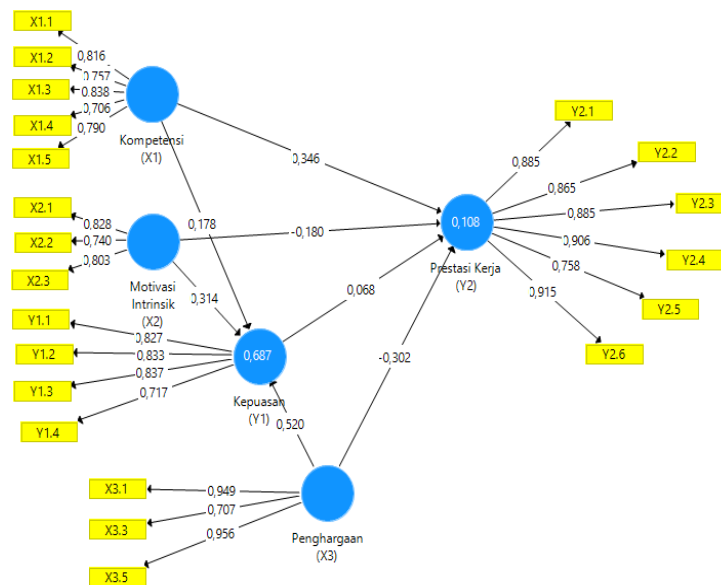 X1.1
0,816
X1.2
0,757
X1.3
0,838
X1.4
0,706
X1.5
0,790
Kompetensi
(X1)
0,346
0,178
X2.1
0,828
X2.2
0,740
X2.3
0,803
Motivasi
Intrinsik
(X2)
-0,180
0,314
Y1.1
0,827
Y1.2
0,833
Y1.3
0,837
Y1.4
0,717
0,687
Kepuasan
(Y1)
0,068
0,520
-0,302
X3.1
0,949
X3.3
0,707
X3.5
0,956
Penghargaan
(X3)
0,108
Prestasi Kerja
(Y2)
Y2.1
0,885
Y2.2
0,865
Y2.3
0,885
Y2.4
0,906
Y2.5
0,758
Y2.6
0,915